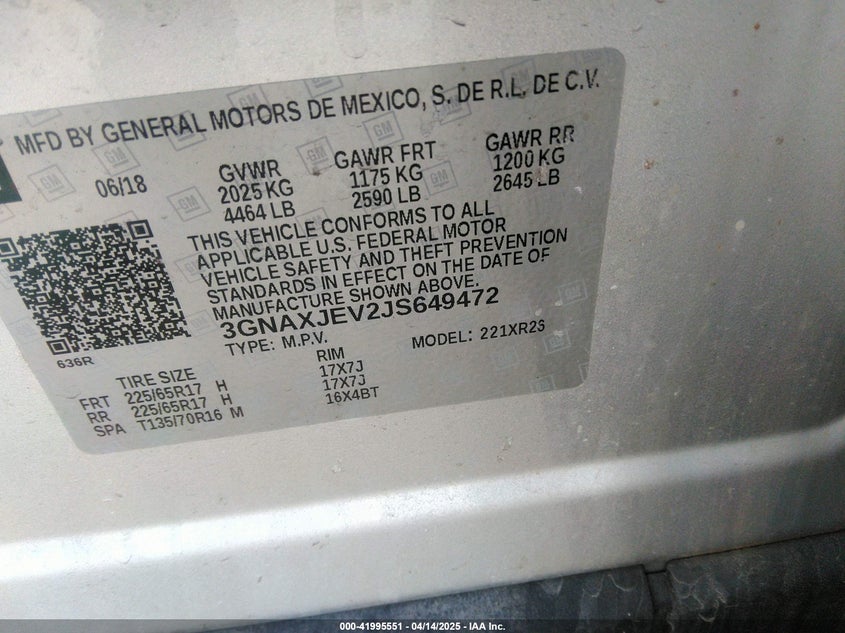 MFD BY GENERAL MOTORS DE MEXICO, S. DE R.L. DE C.V.
06/18 GVWR GAWR FRT GAWR RR
2025 KG 1175 KG 1200 KG
4464 LB 2590 LB 2645 LB
THIS VEHICLE CONFORMS TO ALL
APPLICABLE U.S. FEDERAL MOTOR
VEHICLE SAFETY AND THEFT PREVENTION
STANDARDS IN EFFECT ON THE DATE OF
MANUFACTURE SHOWN ABOVE.
3GNAXJEV2JS649472
TYPE: M.P.V. MODEL: 221XR26
636R
TIRE SIZE RIM
FRT 225/65R17 H 17X7J
RR 225/65R17 H 17X7J
SPA T135/70R16 M 16X4BT
000-41995551 - 04/14/2025 - IAA Inc.